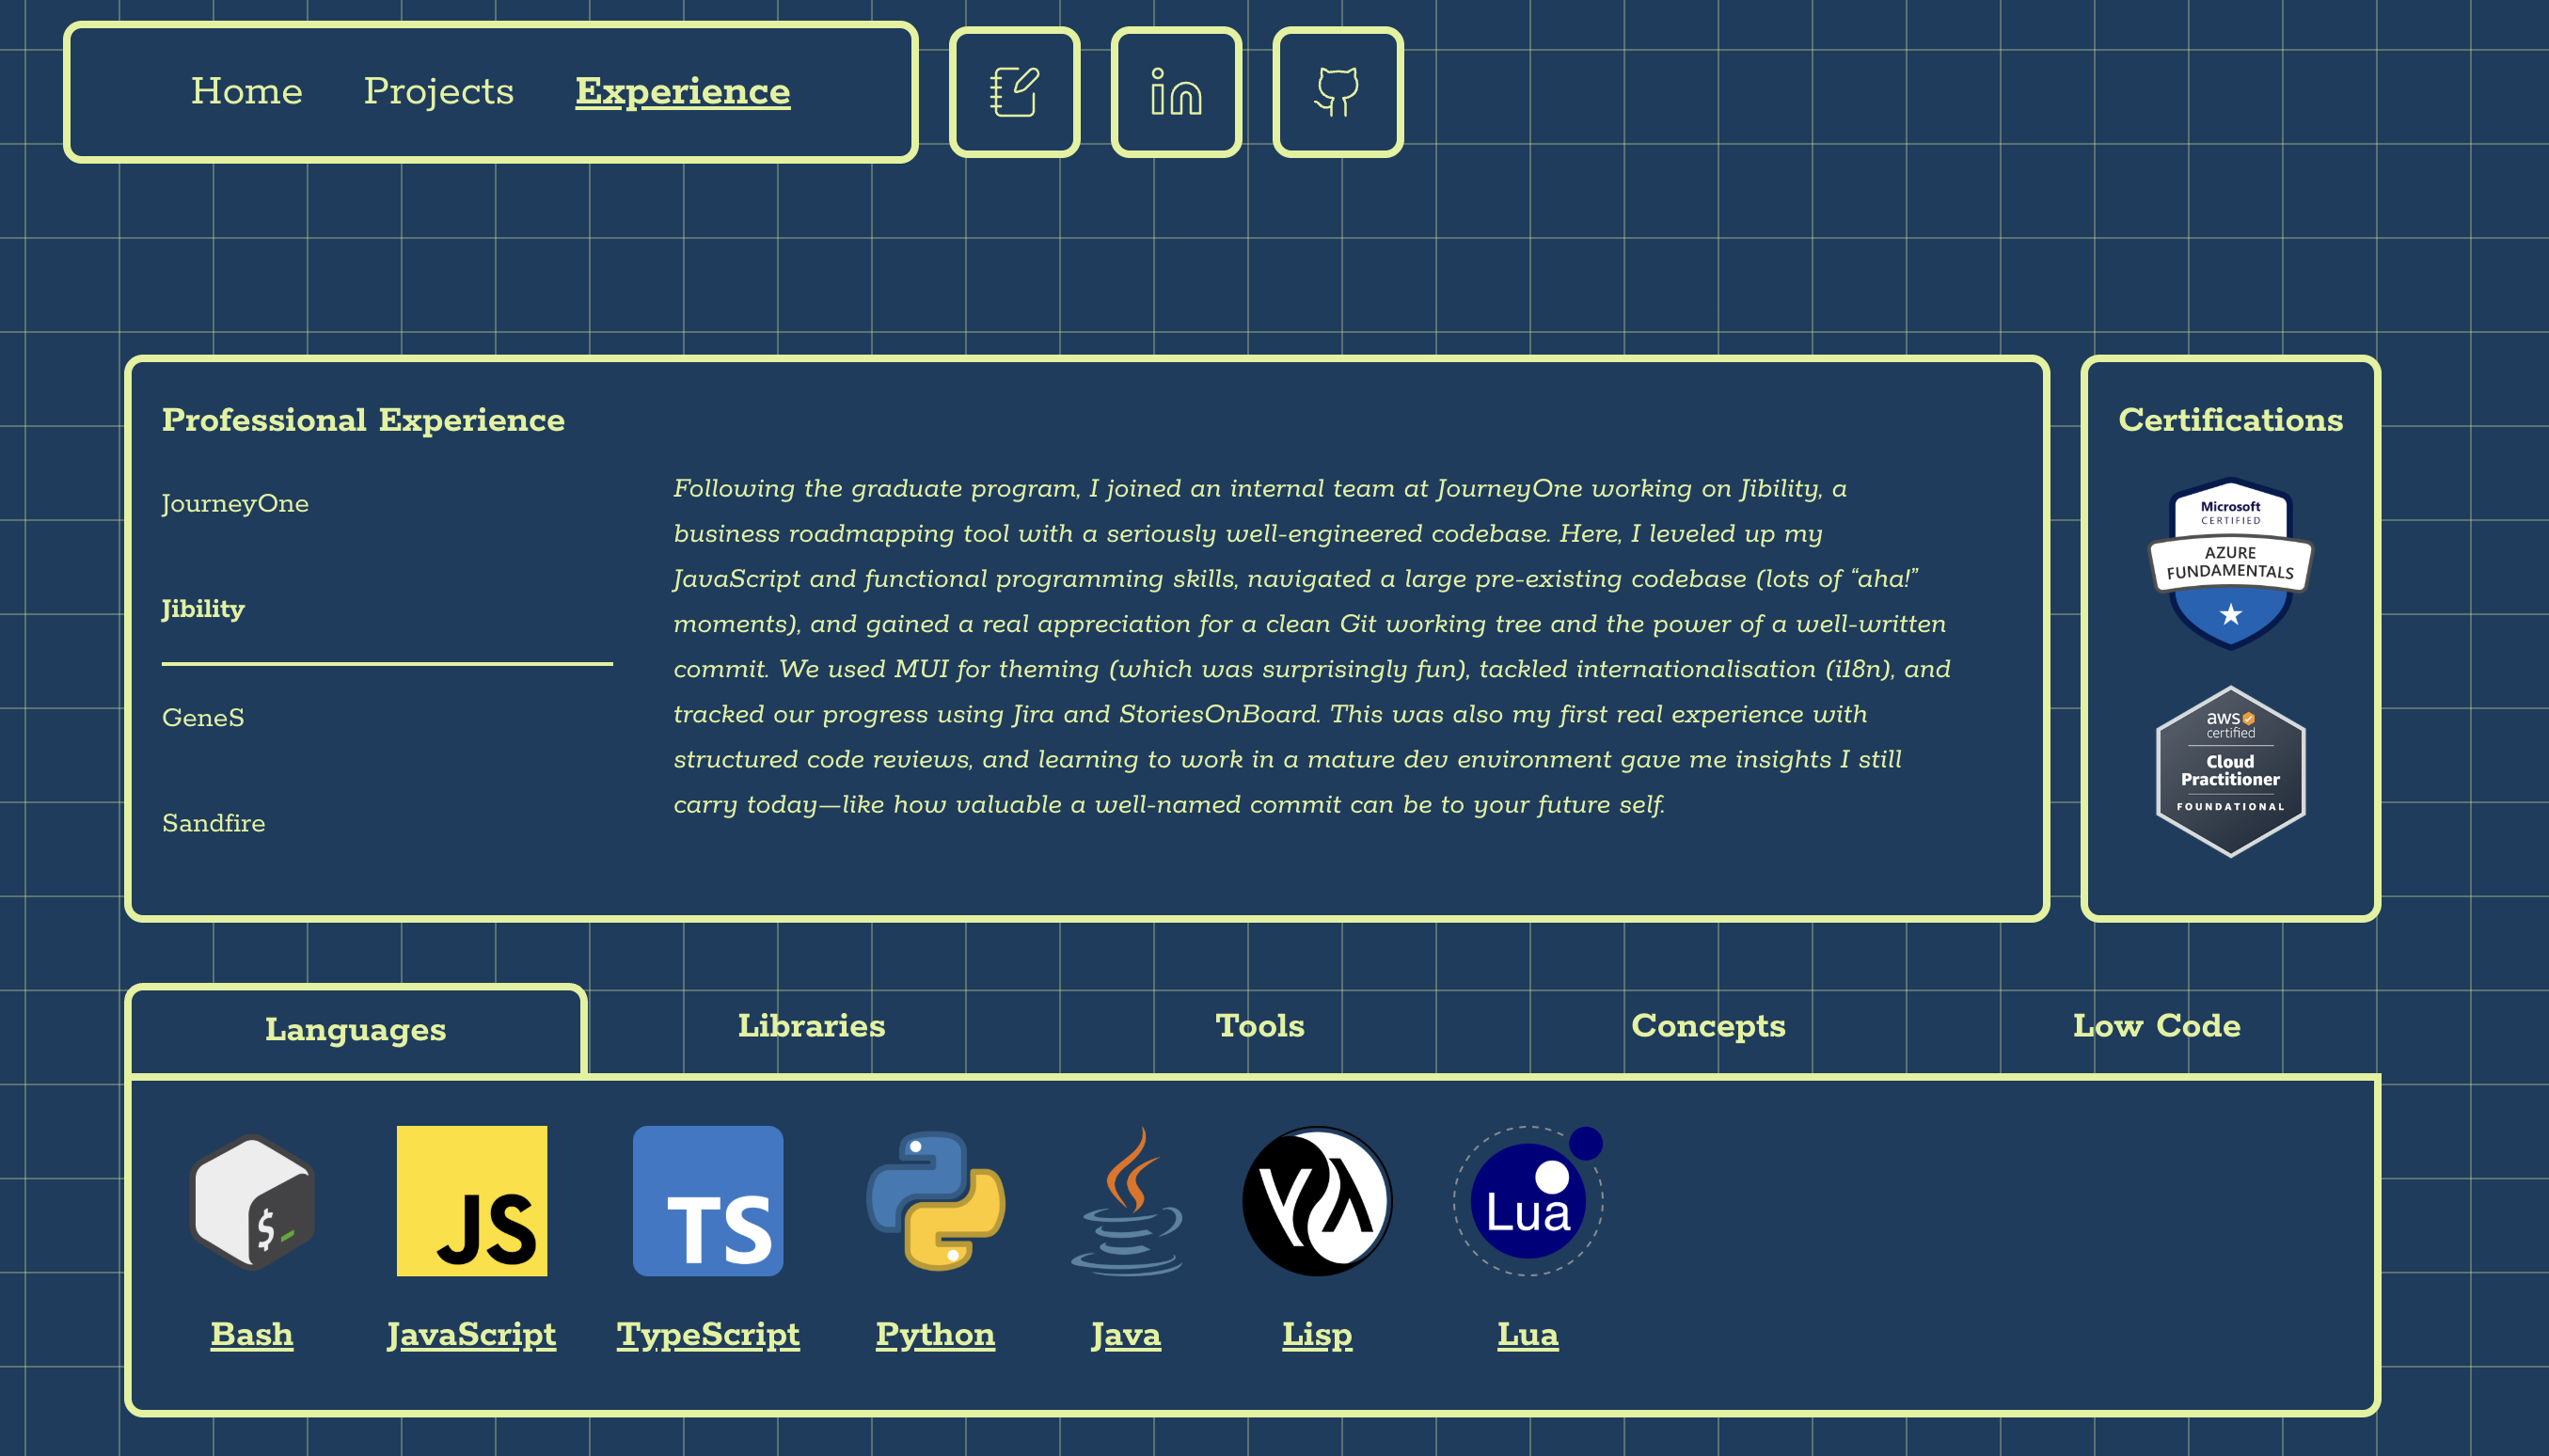 Home Projects Experience
Professional Experience
JourneyOne
Jibility
GeneS
Sandfire
Following the graduate program, I joined an internal team at JourneyOne working on Jibility, a
business roadmapping tool with a seriously well-engineered codebase. Here, I leveled up my
JavaScript and functional programming skills, navigated a large pre-existing codebase (lots of “aha!”
moments), and gained a real appreciation for a clean Git working tree and the power of a well-written
commit. We used MUI for theming (which was surprisingly fun), tackled internationalisation (i18n), and
tracked our progress using Jira and StoriesOnBoard. This was also my first real experience with
structured code reviews, and learning to work in a mature dev environment gave me insights I still
carry today—like how valuable a well-named commit can be to your future self.
Certifications
Microsoft
CERTIFIED
AZURE
FUNDAMENTALS
aws
certified
Cloud
Practitioner
FOUNDATIONAL
Languages Libraries Tools Concepts Low Code
$_ JS TS Lua
Bash JavaScript TypeScript Python Java Lisp Lua